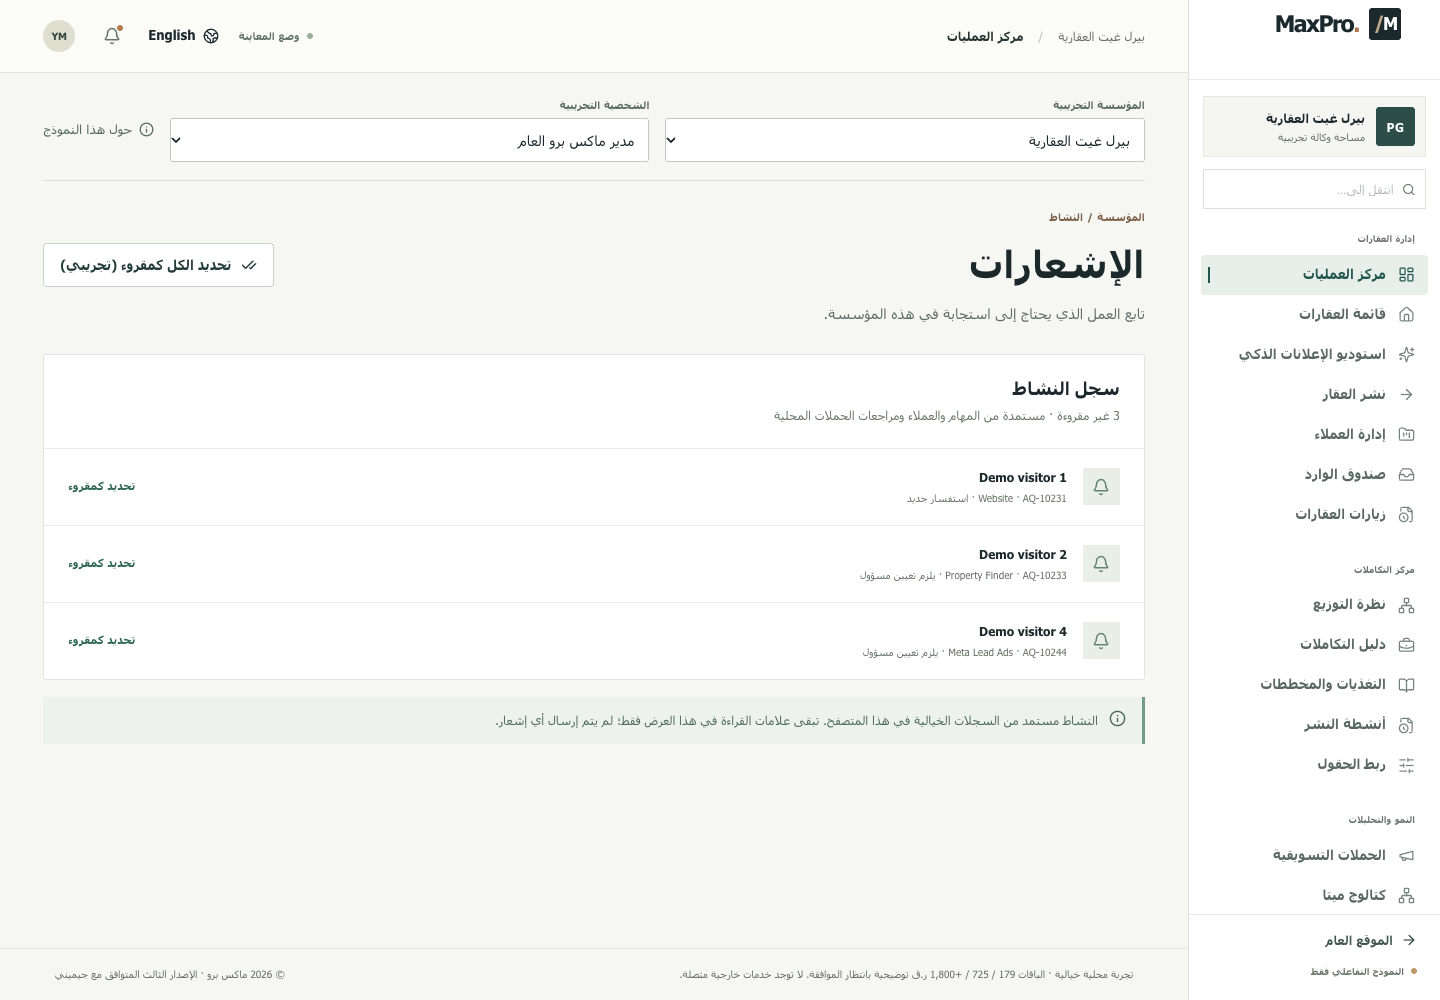 /M MaxPro.
بيرل غيت العقارية / مركز العمليات
وضع المعاينة
English
YM
PG
بيرل غيت العقارية
مساحة وكالة تجريبية
انتقل إلى...
إدارة العقارات
مركز العمليات
قائمة العقارات
استوديو الإعلانات الذكي
نشر العقار
إدارة العملاء
صندوق الوارد
زيارات العقارات
مركز التكاملات
نظرة التوزيع
دليل التكاملات
التغذيات والمخططات
أنشطة النشر
ربط الحقول
النمو والتحليلات
الحملات التسويقية
كتالوج ميتا
الموقع العام
النموذج التفاعلي فقط
المؤسسة التجريبية
بيرل غيت العقارية
الشخصية التجريبية
مدير ماكس برو العام
حول هذا النموذج
المؤسسة / النشاط
الإشعارات
تحديد الكل كمقروء (تجريبي)
تابع العمل الذي يحتاج إلى استجابة في هذه المؤسسة.
سجل النشاط
3 غير مقروءة · مستمدة من المهام والعملاء ومراجعات الحملات المحلية
Demo visitor 1
AQ-10231 · Website · استفسار جديد
تحديد كمقروء
Demo visitor 2
AQ-10233 · Property Finder · يلزم تعيين مسؤول
تحديد كمقروء
Demo visitor 4
AQ-10244 · Meta Lead Ads · يلزم تعيين مسؤول
تحديد كمقروء
النشاط مستمد من السجلات الخيالية في هذا المتصفح. تبقى علامات القراءة في هذا العرض فقط؛ لم يتم إرسال أي إشعار.
تجربة محلية خيالية · الباقات 179 / 725 / +1,800 ر.ق توضيحية بانتظار الموافقة. لا توجد خدمات خارجية متصلة.
© 2026 ماكس برو · الإصدار الثالث المتوافق مع جيميني